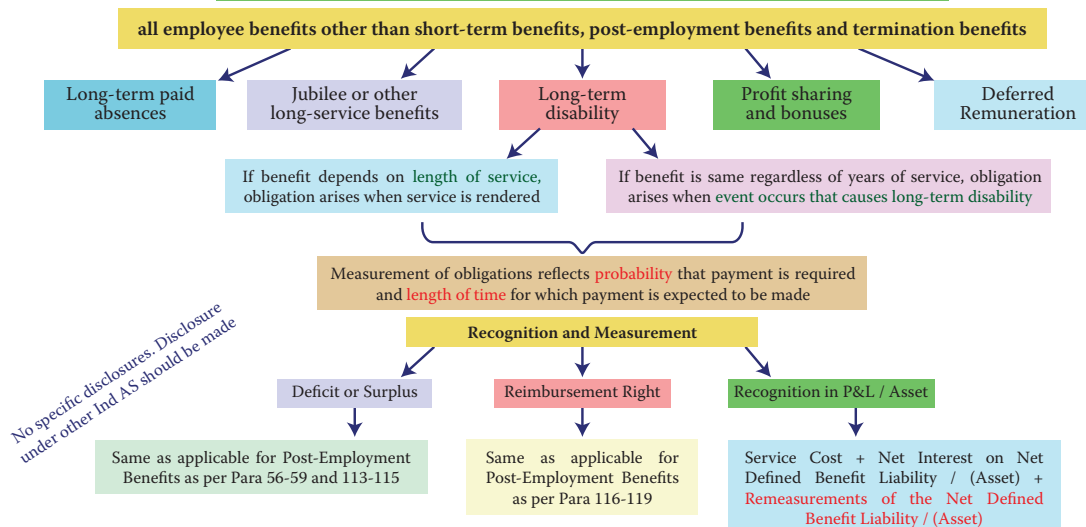 all employee benefits other than short-term benefits, post-employment benefits and termination benefits
Long-term paid
absences
Jubilee or other
long-service benefits
Long-term
disability
Profit sharing
and bonuses
Deferred
Remuneration
If benefit depends on length of service,
obligation arises when service is rendered
If benefit is same regardless of years of service, obligation
arises when event occurs that causes long-term disability
Measurement of obligations reflects probability that payment is required
and length of time for which payment is expected to be made
No specific disclosures. Disclosure
under other Ind AS should be made
Recognition and Measurement
Deficit or Surplus
Reimbursement Right
Recognition in P&L / Asset
Same as applicable for Post-Employment
Benefits as per Para 56-59 and 113-115
Same as applicable for
Post-Employment Benefits
as per Para 116-119
Service Cost + Net Interest on Net
Defined Benefit Liability / (Asset) +
Remeasurements of the Net Defined
Benefit Liability / (Asset)